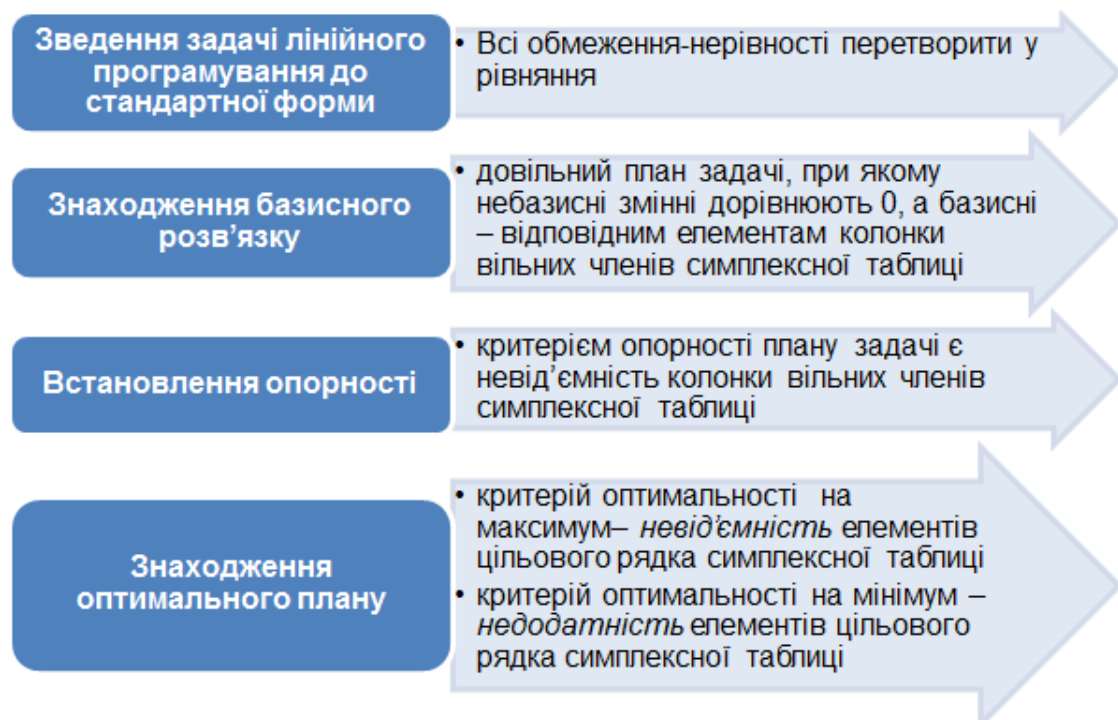 Зведення задачі лінійного
програмування до
стандартної форми
• Всі обмеження-нерівності перетворити у
рівняння
Знаходження базисного
розв’язку
• довільний план задачі, при якому
небазисні змінні дорівнюють 0, а базисні
– відповідним елементам колонки
вільних членів симплексної таблиці
Встановлення опорності
• критерієм опорності плану задачі є
невід’ємність колонки вільних членів
симплексної таблиці
Знаходження
оптимального плану
• критерій оптимальності на
максимум– невід’ємність елементів
цільового рядка симплексної таблиці
• критерій оптимальності на мінімум –
недодатність елементів цільового
рядка симплексної таблиці